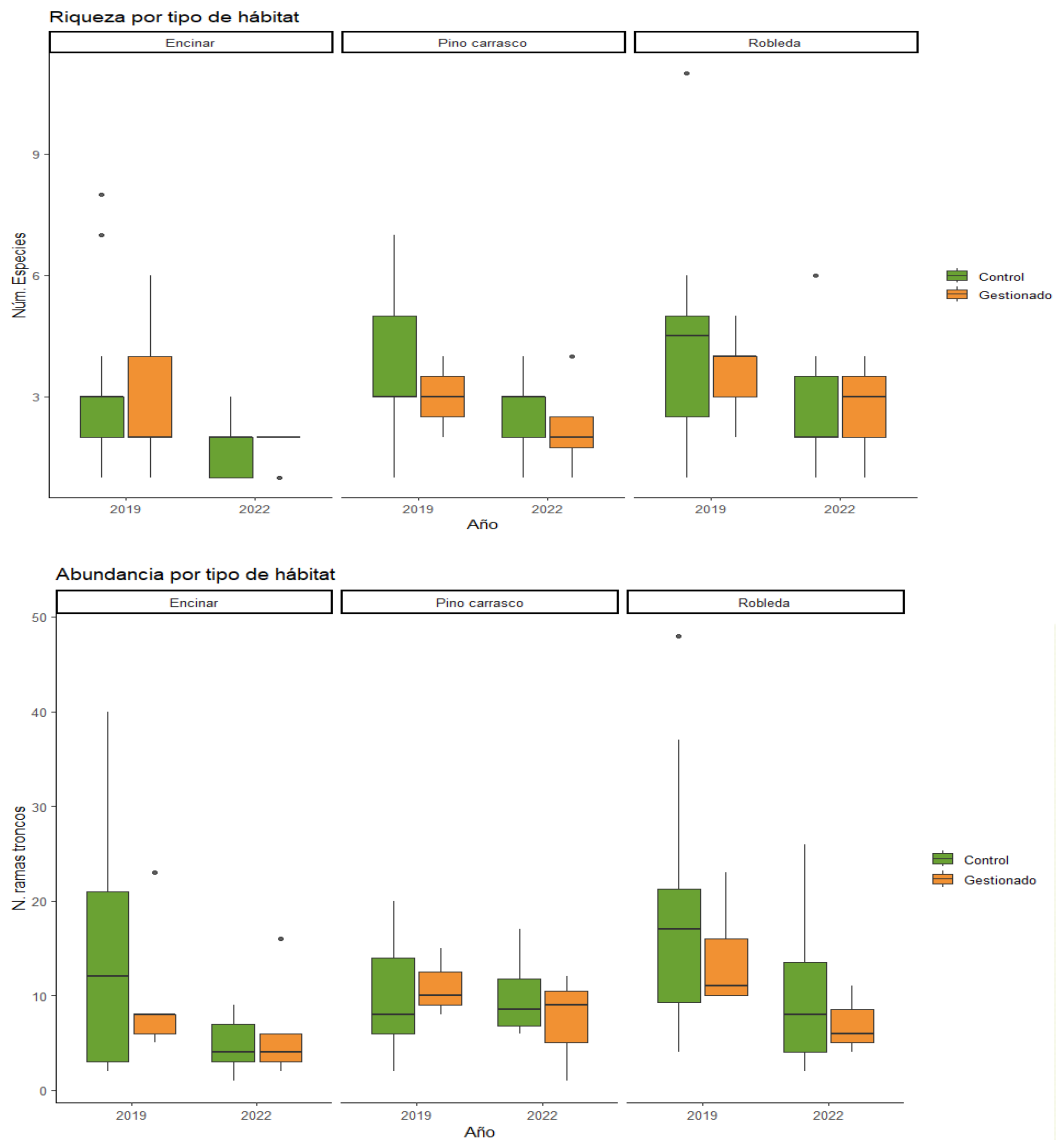 Riqueza por tipo de hábitat
Encinar
Pino carrasco
Robleda
Núm. Especies
9
6
3
2019
2022
2019
2022
2019
2022
Año
Control
Gestionado
Abundancia por tipo de hábitat
Encinar
Pino carrasco
Robleda
N. ramas troncos
50
40
30
20
10
0
2019
2022
2019
2022
2019
2022
Año
Control
Gestionado